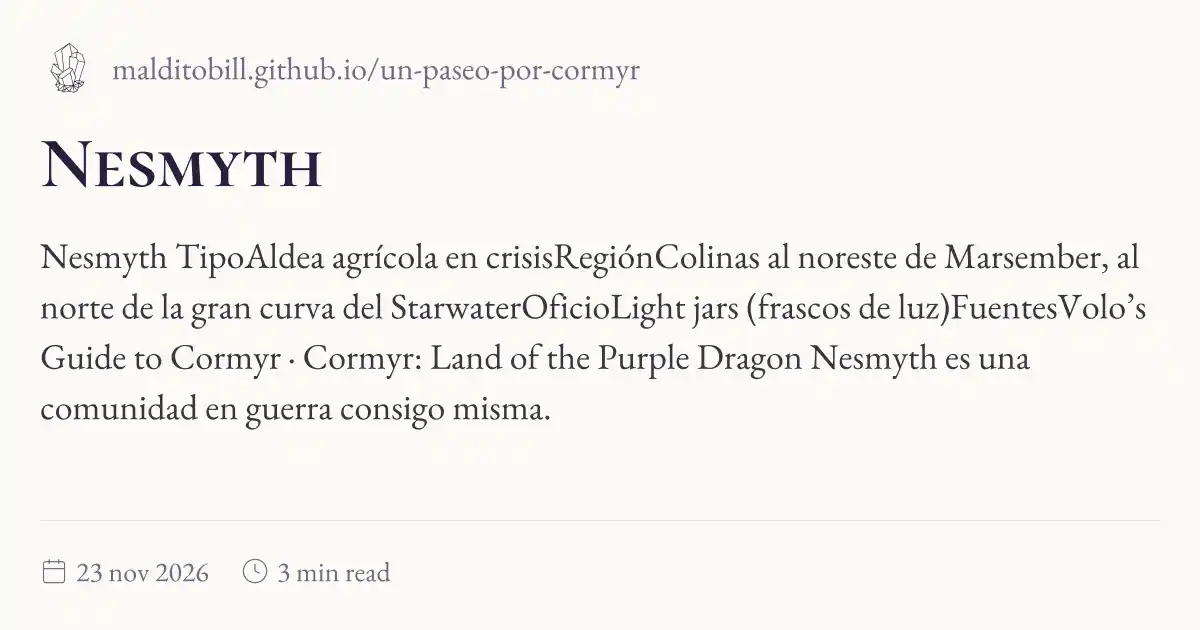 malditobill.github.io/un-paseo-por-cormyr
Nesmyth
Nesmyth TipoAldea agrícola en crisisRegiónColinas al noreste de Marsember, al
norte de la gran curva del StarwaterOficioLight jars (frascos de luz)FuentesVolo’s
Guide to Cormyr · Cormyr: Land of the Purple Dragon Nesmyth es una
comunidad en guerra consigo misma.
23 nov 2026 3 min read